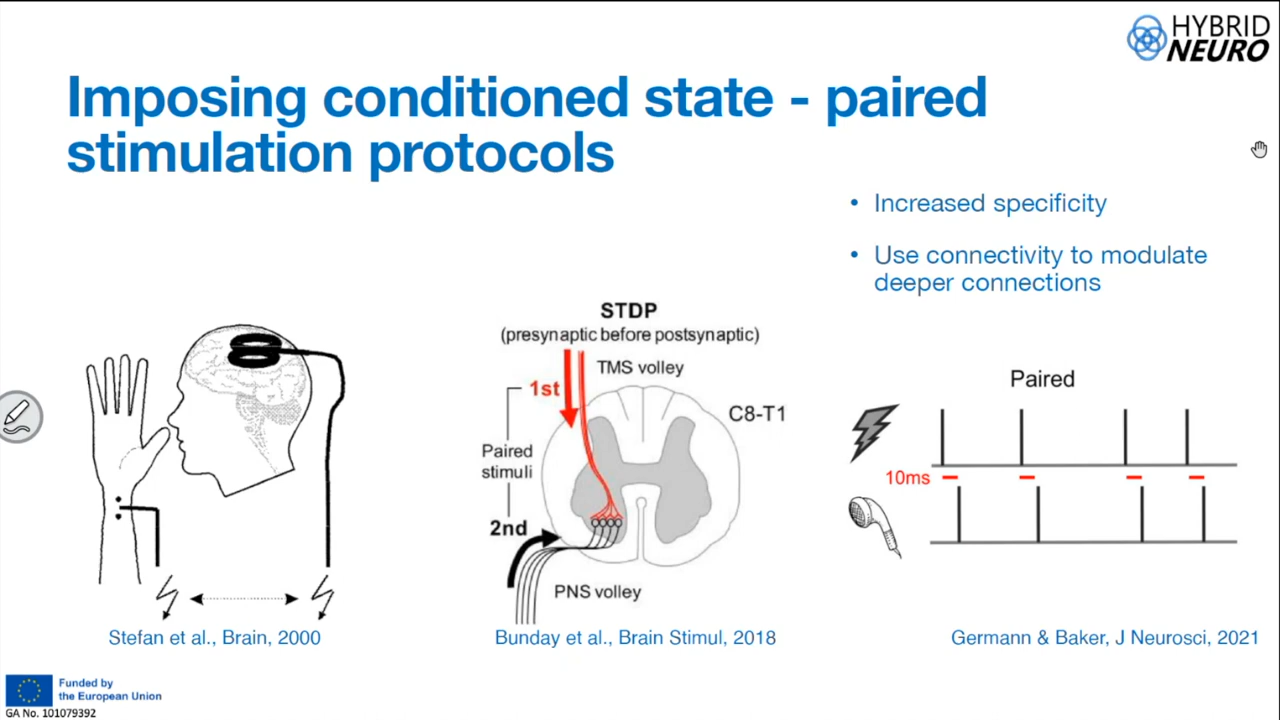 HYBRID
NEURO
Imposing conditioned state - paired
stimulation protocols
• Increased specificity
• Use connectivity to modulate
deeper connections
STDP
(presynaptic before postsynaptic)
TMS volley
1st
C8-T1
Paired
stimuli
2nd
PNS volley
Paired
10ms
Stefan et al., Brain, 2000
Bunday et al., Brain Stimul, 2018
Germann & Baker, J Neurosci, 2021
Funded by
the European Union
GA No. 101079392